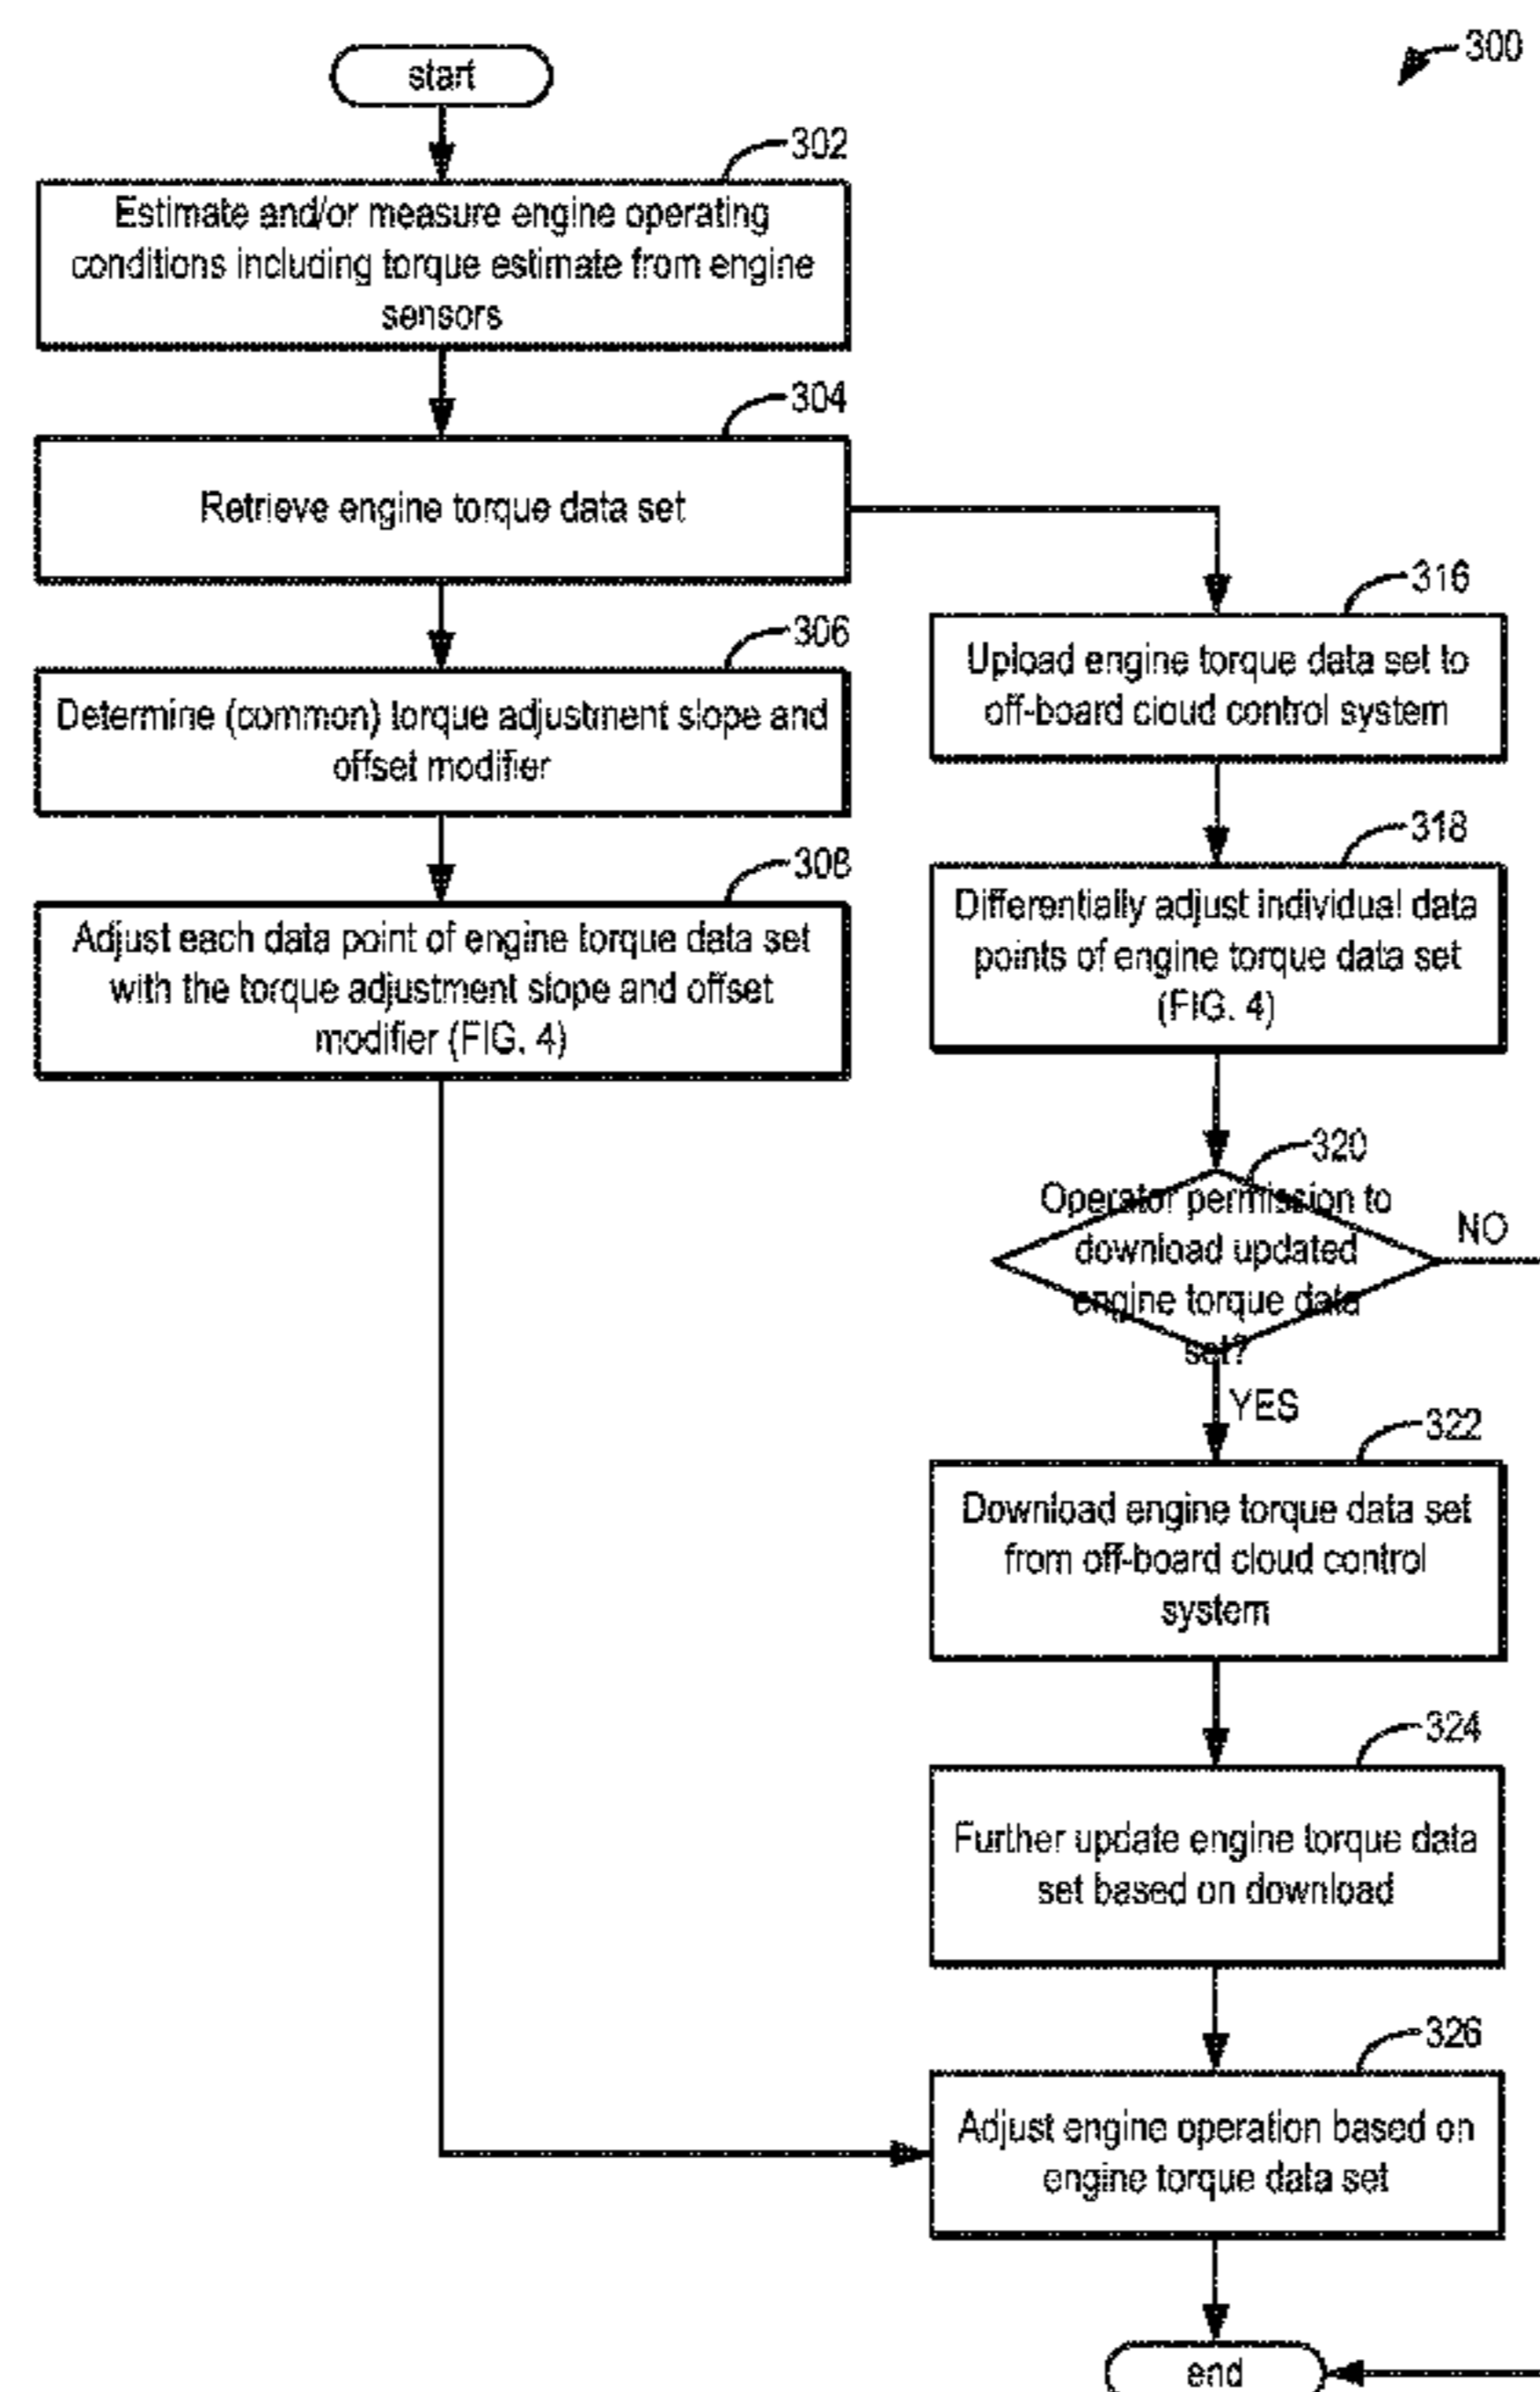 300
start
302
Estimate and/or measure engine operating
conditions including torque estimate from engine
sensors
304
Retrieve engine torque data set
306
Determine (common) torque adjustment slope and
offset modifier
308
Adjust each data point of engine torque data set
with the torque adjustment slope and offset
modifier (FIG. 4)
316
Upload engine torque data set to
off-board cloud control system
318
Differentially adjust individual data
points of engine torque data set
(FIG. 4)
320
Operator permission to
download updated
engine torque data
set?
NO
YES
322
Download engine torque data set
from off-board cloud control
system
324
Further update engine torque data
set based on download
326
Adjust engine operation based on
engine torque data set
end